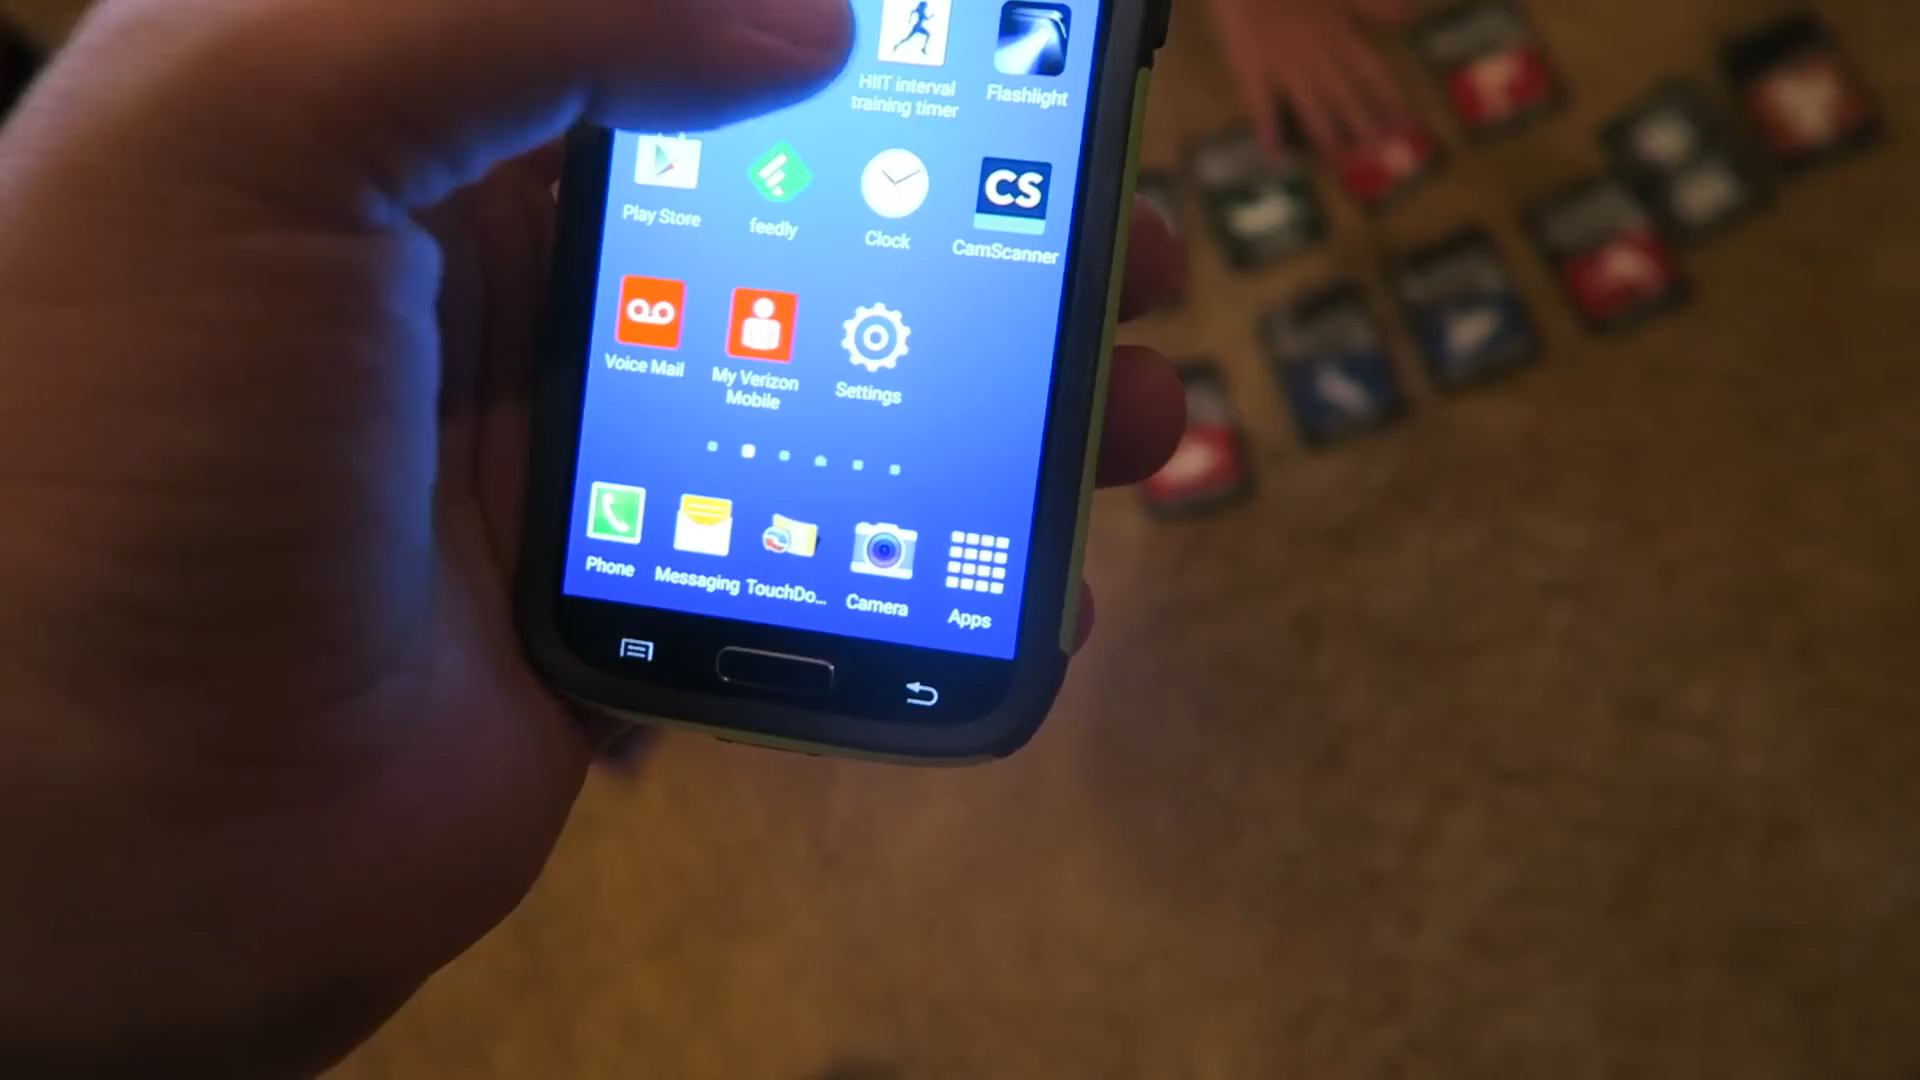 HIIT interval
training timer
Flashlight
Play Store
feedly
Clock
CS
CamScanner
Voice Mail
My Verizon
Mobile
Settings
Phone
Messaging
TouchDo...
Camera
Apps